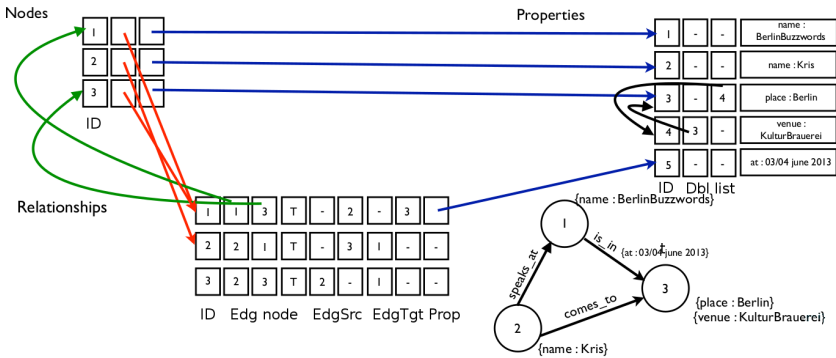 Nodes
Properties
1
2
3
ID
1 - - name : BerlinBuzzwords
2 - - name : Kris
3 - 4 place : Berlin
4 3 - venue : KulturBrauerei
5 - - at : 03/04 june 2013
ID Dbl list
Relationships
1 1 3 T - 2 - 3
2 2 1 T - 3 1 - -
3 2 3 T 2 - 1 - -
ID Edg node EdgSrc EdgTgt Prop
{name : BerlinBuzzwords}
1
speaks_at
is_in
t
{at : 03/04 june 2013}
comes_to
3
{place : Berlin}
{venue : KulturBrauerei}
2
{name : Kris}